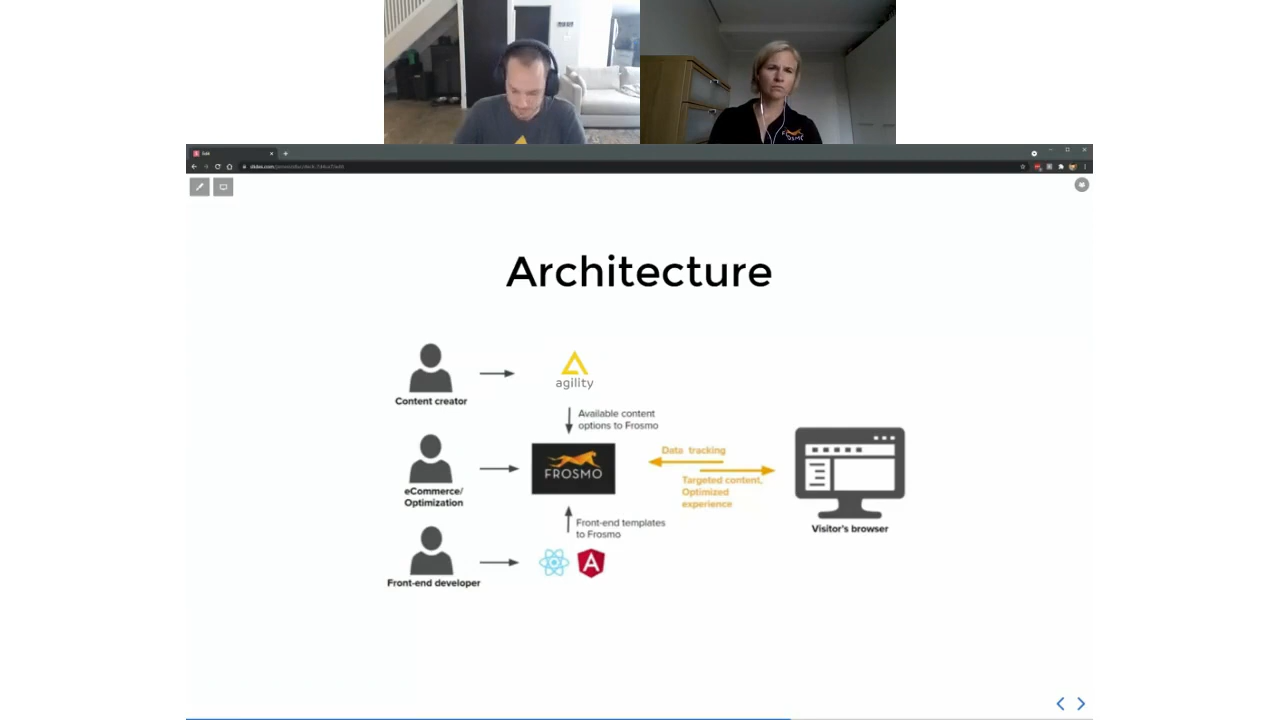 FROSMO
Architecture
Content creator
agility
Available content
options to Frosmo
eCommerce/
Optimization
FROSMO
Data tracking
Targeted content,
Optimized
experience
Visitor's browser
Front-end templates
to Frosmo
Front-end developer
A